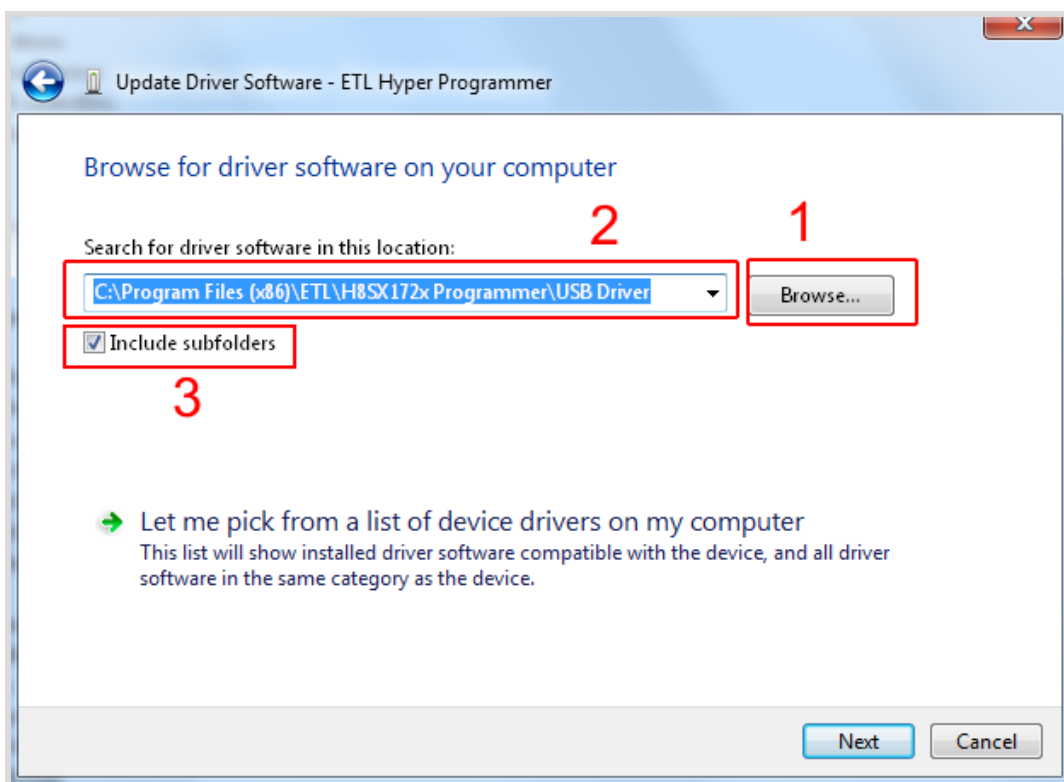 X
Update Driver Software - ETL Hyper Programmer
Browse for driver software on your computer
2
1
Search for driver software in this location:
C:\Program Files (x86)\ETL\H8SX172x Programmer\USB Driver
Browse...
Include subfolders
3
Let me pick from a list of device drivers on my computer
This list will show installed driver software compatible with the device, and all driver
software in the same category as the device.
Next
Cancel